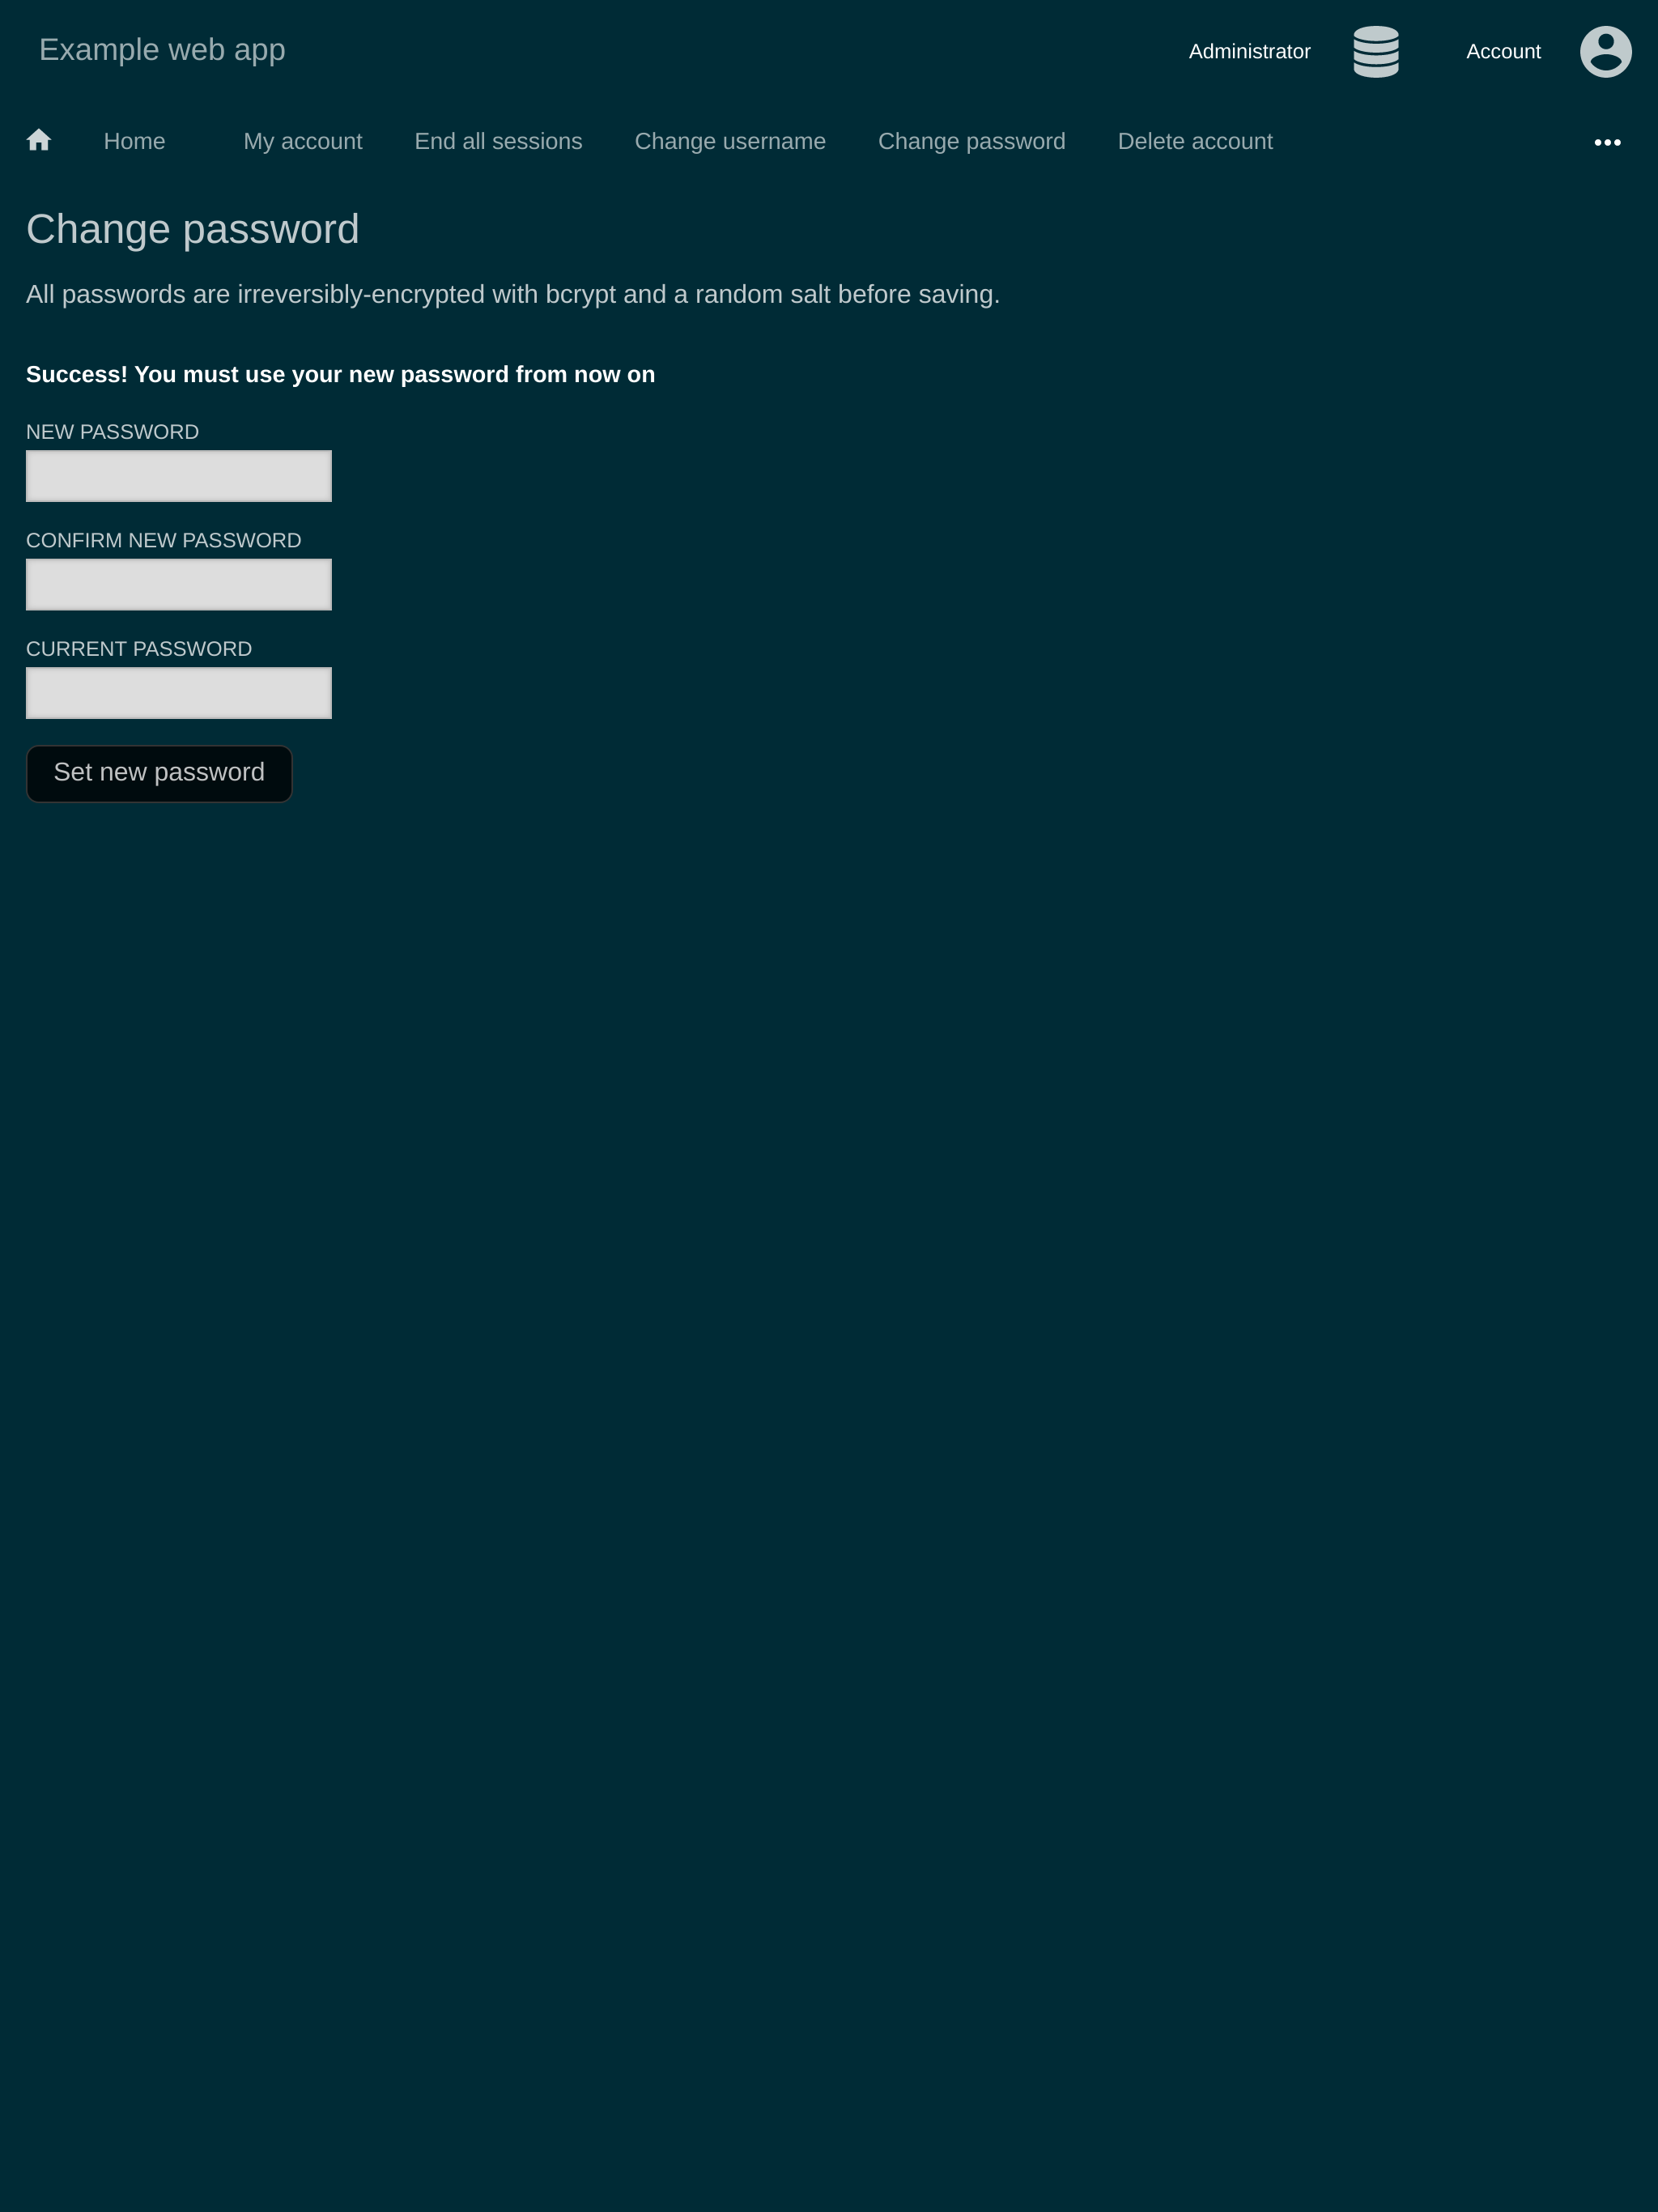 Example web app
Administrator
Account
Home
My account
End all sessions
Change username
Change password
Delete account
Change password
All passwords are irreversibly-encrypted with bcrypt and a random salt before saving.
Success! You must use your new password from now on
NEW PASSWORD
CONFIRM NEW PASSWORD
CURRENT PASSWORD
Set new password